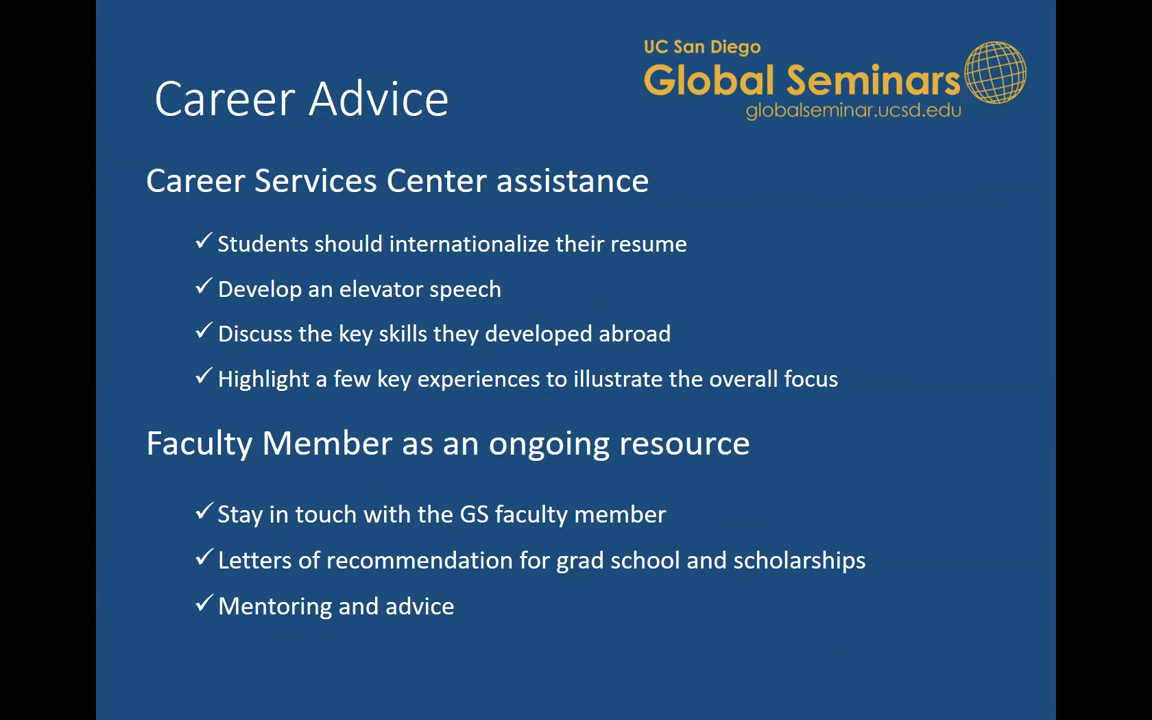 UC San Diego
Global Seminars
globalseminar.ucsd.edu
Career Advice
Career Services Center assistance
✓ Students should internationalize their resume
✓ Develop an elevator speech
✓ Discuss the key skills they developed abroad
✓ Highlight a few key experiences to illustrate the overall focus
Faculty Member as an ongoing resource
✓ Stay in touch with the GS faculty member
✓ Letters of recommendation for grad school and scholarships
✓ Mentoring and advice